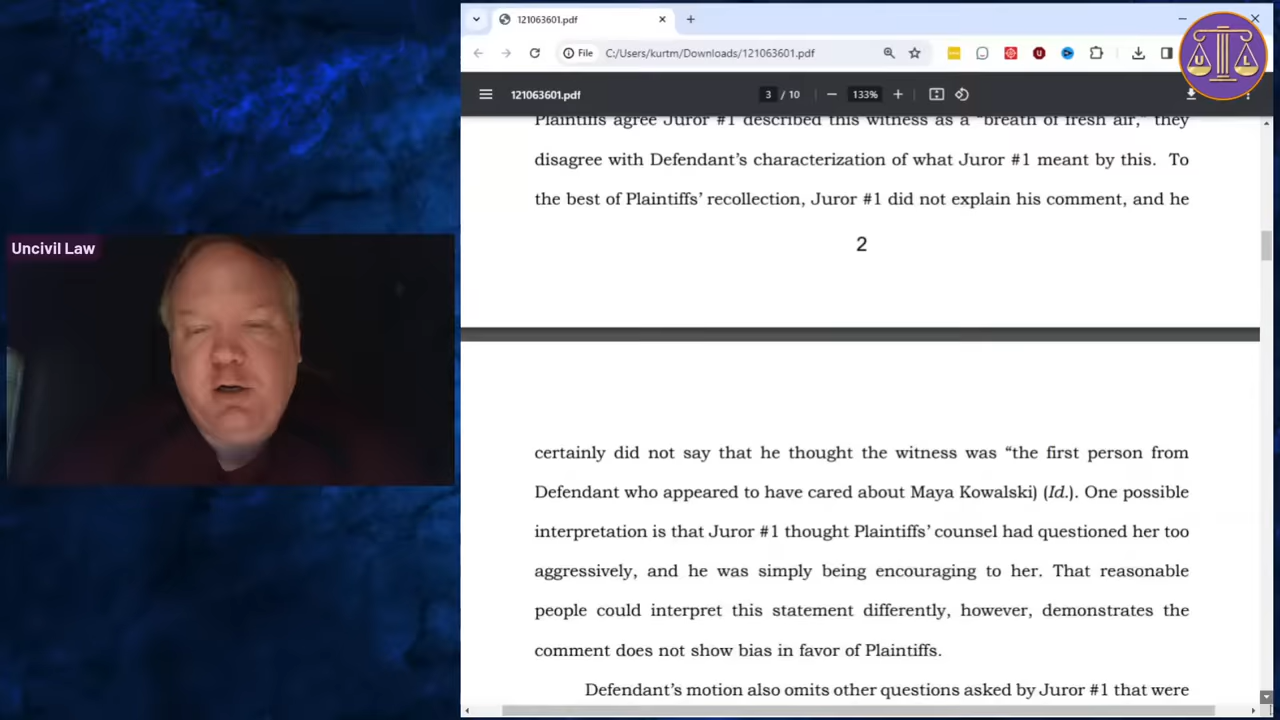 121063601.pdf
File C:/Users/kurtm/Downloads/121063601.pdf
121063601.pdf 3 / 10 133%
U L
Uncivil Law
Plaintiffs agree Juror #1 described this witness as a “breath of fresh air,” they
disagree with Defendant’s characterization of what Juror #1 meant by this. To
the best of Plaintiffs’ recollection, Juror #1 did not explain his comment, and he
2
certainly did not say that he thought the witness was “the first person from
Defendant who appeared to have cared about Maya Kowalski) (Id.). One possible
interpretation is that Juror #1 thought Plaintiffs’ counsel had questioned her too
aggressively, and he was simply being encouraging to her. That reasonable
people could interpret this statement differently, however, demonstrates the
comment does not show bias in favor of Plaintiffs.
Defendant’s motion also omits other questions asked by Juror #1 that were